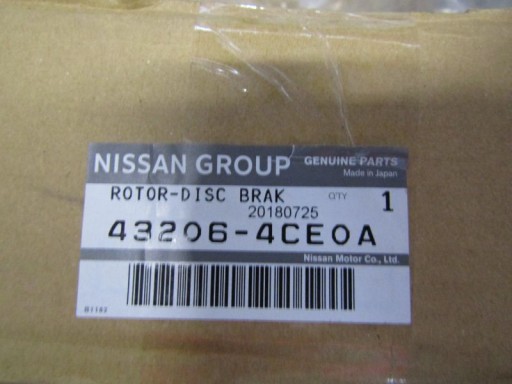 NISSAN GROUP GENUINE PARTS
Made in Japan
ROTOR-DISC BRAK Q'TY 1
20180725
43206-4CE0A
Nissan Motor Co., Ltd.
B1182